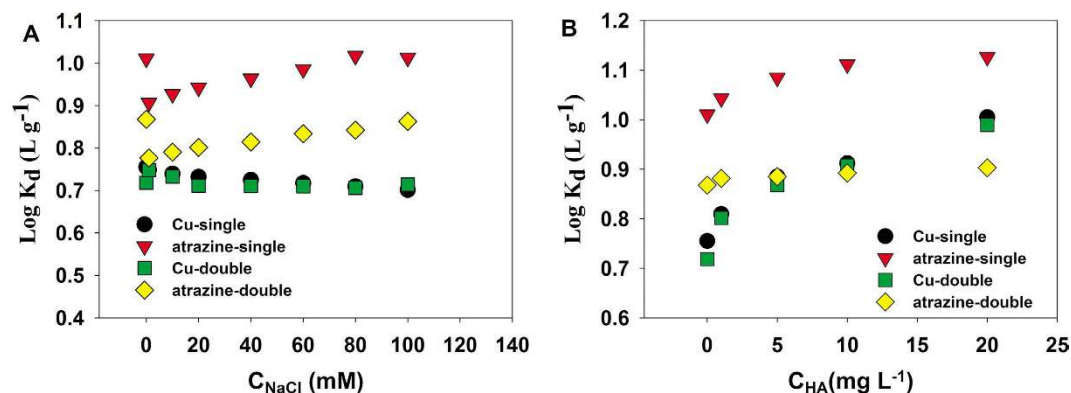 A
1.1
1.0
0.9
0.8
0.7
0.6
0.5
0.4
Log Kd (L g-1)
Cu-single
atrazine-single
Cu-double
atrazine-double
0 20 40 60 80 100 120 140
CNaCl (mM)
B
1.2
1.1
1.0
0.9
0.8
0.7
0.6
Log Kd (L g-1)
Cu-single
atrazine-single
Cu-double
atrazine-double
0 5 10 15 20 25
CHA(mg L-1)